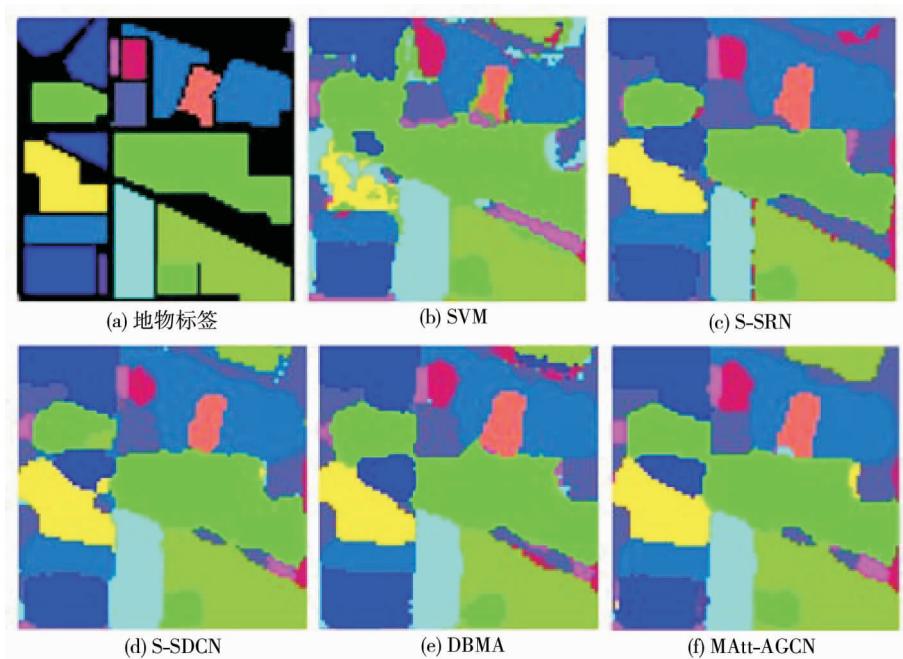 (a) 地物标签
(b) SVM
(c) S-SRN
(d) S-SDCN
(e) DBMA
(f) MAtt-AGCN